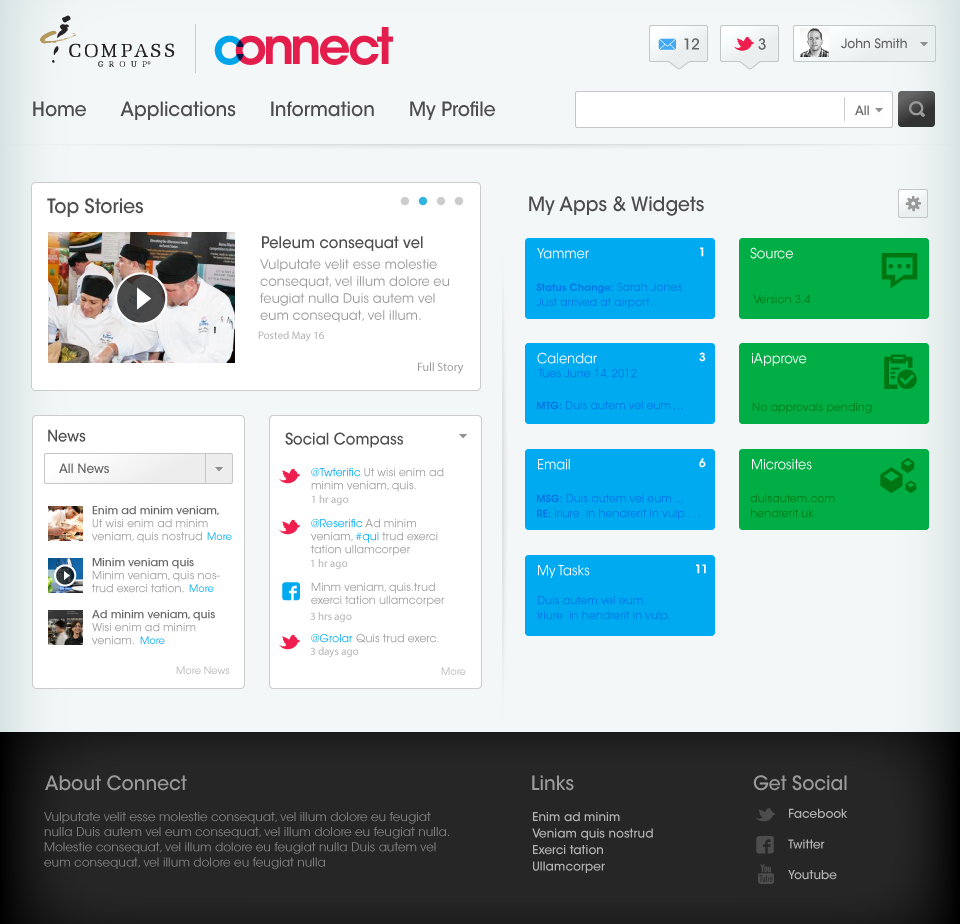 COMPASS
GROUP
connect
12
3
John Smith
Home
Applications
Information
My Profile
All
Top Stories
Peleum consequat vel
Vulputate velit esse molestie
consequat, vel illum dolore eu
feugiat nulla Duis autem vel
eum consequat, vel illum.
Posted May 16
Full Story
News
All News
Enim ad minim veniam,
Ut wisi enim ad minim
veniam, quis nostrud More
Minim veniam quis
Minim veniam, quis nos-
trud exerci tation. More
Ad minim veniam, quis
Wisi enim ad minim
veniam. More
More News
Social Compass
@Twterific Ut wisi enim ad
minim veniam, quis.
1 hr ago
@Reserific Ad minim
veniam, #qui trud exerci
tation ullamcorper
1 hr ago
Minm veniam, quis.trud
exerci tation ullamcorper
3 hrs ago
@Grolar Quis trud exerc.
3 days ago
More
My Apps & Widgets
Yammer
1
Status Change: Sarah Jones
Just arrived at airport...
Source
Version 3.4
Calendar
3
Tues June 14, 2012
MTG: Duis autem vel eum....
iApprove
No approvals pending
Email
6
MSG: Duis autem vel eum....
RE: Iriure in hendrerit in vulp ....
Microsites
duisautem.com
hendrerit.uk
My Tasks
11
Duis autem vel eum..
Iriure in hendrerit in vulp.
About Connect
Vulputate velit esse molestie consequat, vel illum dolore eu feugiat
nulla Duis autem vel eum consequat, vel illum dolore eu feugiat nulla.
Molestie consequat, vel illum dolore eu feugiat nulla Duis autem vel
eum consequat, vel illum dolore eu feugiat nulla
Links
Enim ad minim
Veniam quis nostrud
Exerci tation
Ullamcorper
Get Social
Facebook
Twitter
You
Tube
Youtube